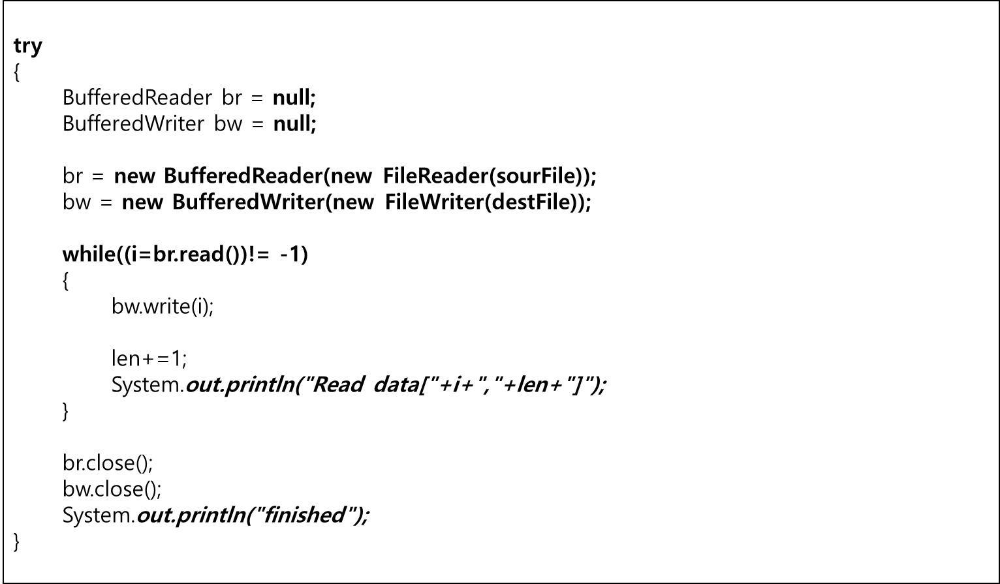 try
{
BufferedReader br = null;
BufferedWriter bw = null;
br = new BufferedReader(new FileReader(sourFile));
bw = new BufferedWriter(new FileWriter(destFile));
while((i=br.read())!= -1)
{
bw.write(i);
len+=1;
System.out.println("Read data["+i+","+len+"]");
}
br.close();
bw.close();
System.out.println("finished");
}